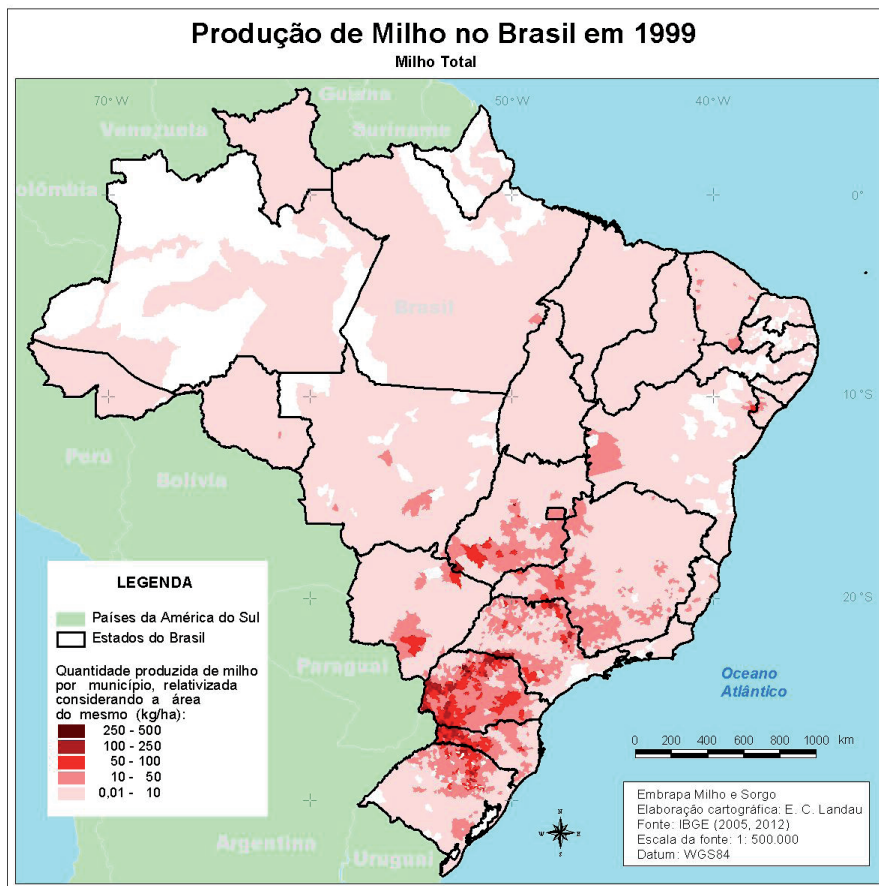 Produção de Milho no Brasil em 1999
Milho Total
70° W
50° W
40° W
Guiana
Venezuela
Suriname
olômbia
0°
Brasil
10° S
Perú
Bolívia
20° S
Paraguai
Oceano
Atlântico
Argentina
Uruguai
LEGENDA
Países da América do Sul
Estados do Brasil
Quantidade produzida de milho
por município, relativizada
considerando a área
do mesmo (kg/ha):
250 - 500
100 - 250
50 - 100
10 - 50
0,01 - 10
0 200 400 600 800 1000 km
N
W E
S
Embrapa Milho e Sorgo
Elaboração cartográfica: E. C. Landau
Fonte: IBGE (2005, 2012)
Escala da fonte: 1: 500.000
Datum: WGS84